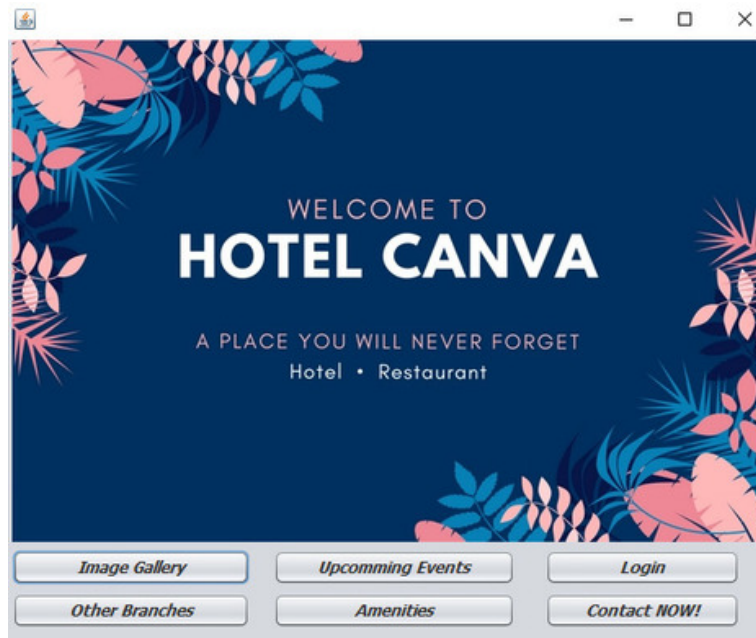 WELCOME TO
HOTEL CANVA
A PLACE YOU WILL NEVER FORGET
Hotel • Restaurant
Image Gallery
Upcomming Events
Login
Other Branches
Amenities
Contact NOW!